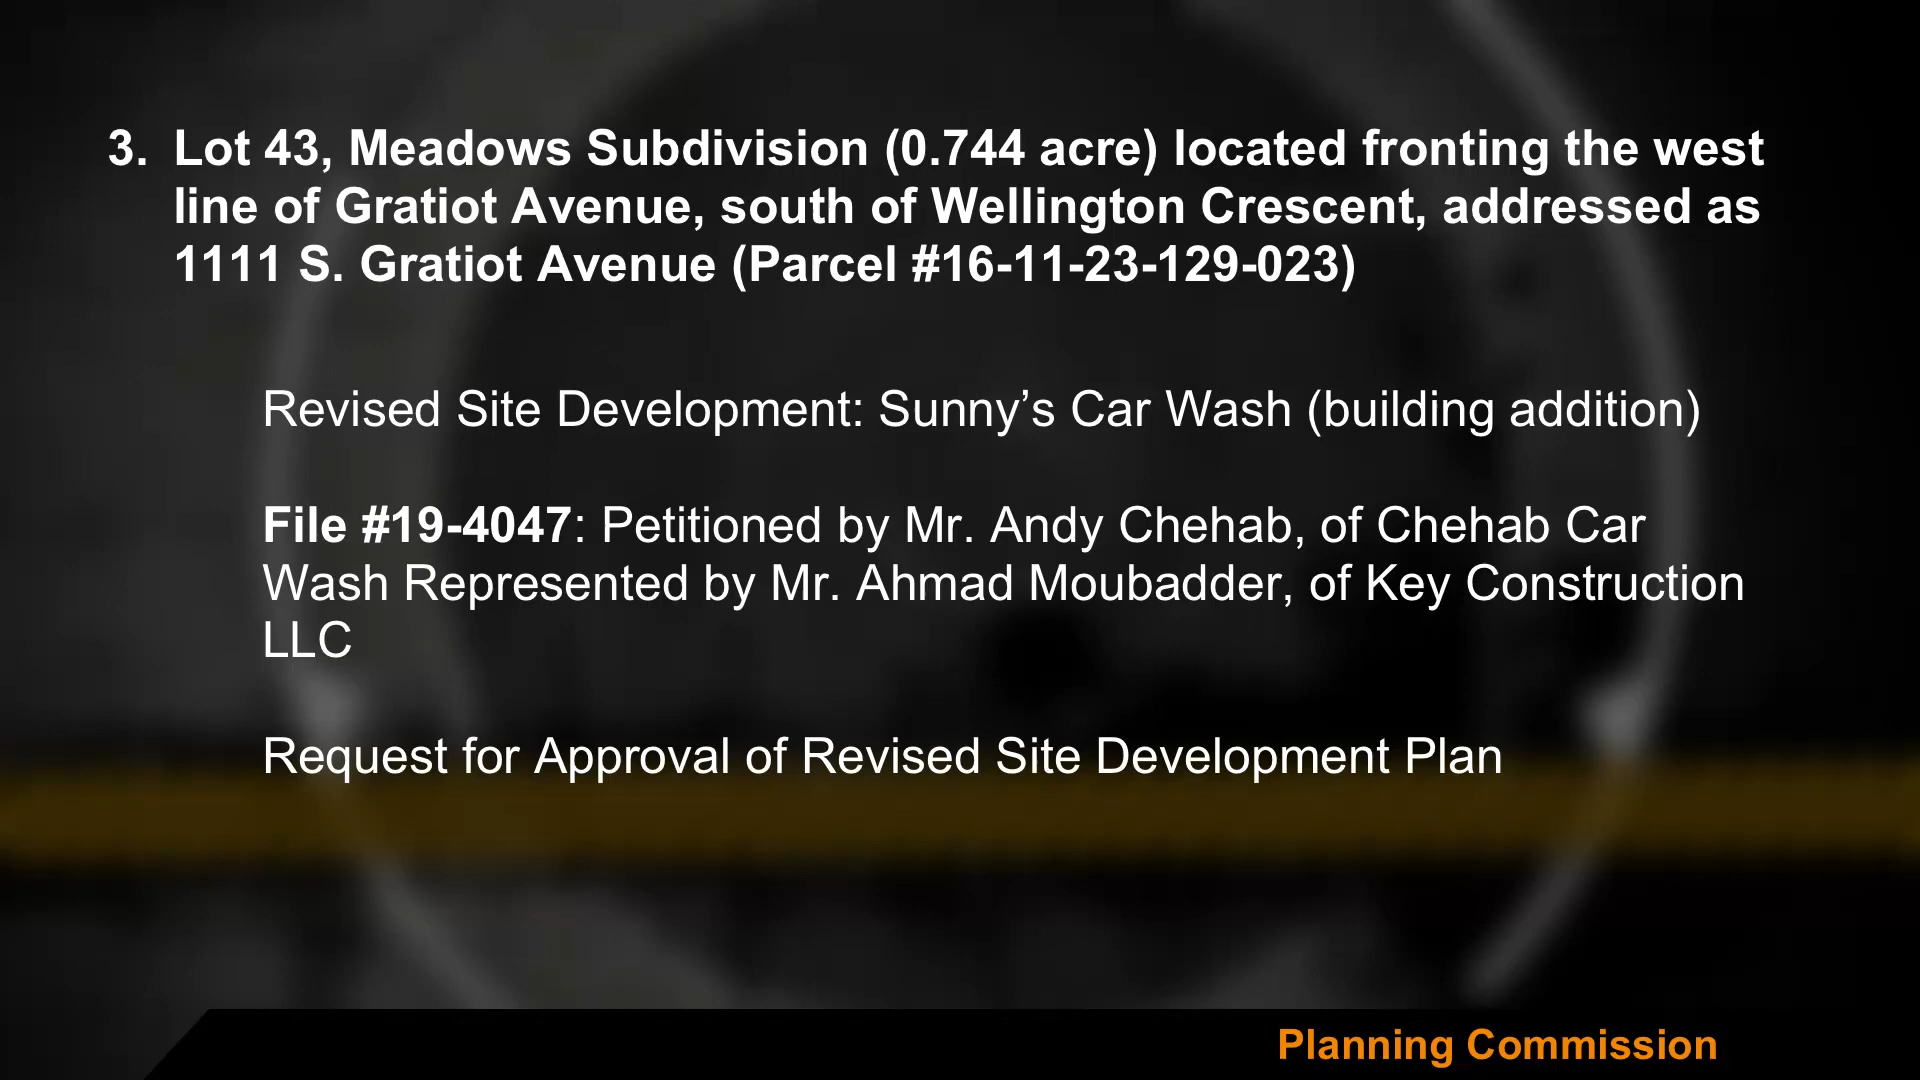 3. Lot 43, Meadows Subdivision (0.744 acre) located fronting the west
line of Gratiot Avenue, south of Wellington Crescent, addressed as
1111 S. Gratiot Avenue (Parcel #16-11-23-129-023)
Revised Site Development: Sunny’s Car Wash (building addition)
File #19-4047: Petitioned by Mr. Andy Chehab, of Chehab Car
Wash Represented by Mr. Ahmad Moubadder, of Key Construction
LLC
Request for Approval of Revised Site Development Plan
Planning Commission